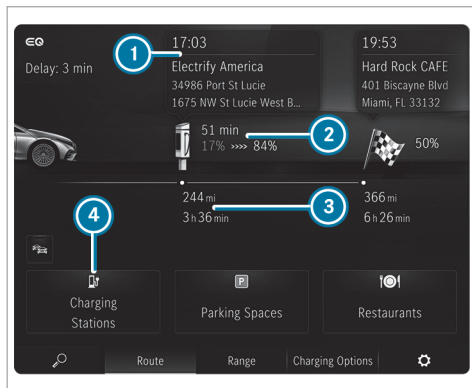 EQ
Delay: 3 min
17:03
Electrify America
34986 Port St Lucie
1675 NW St Lucie West B...
19:53
Hard Rock CAFE
401 Biscayne Blvd
Miami, FL 33132
1
51 min
17% »»» 84%
2
50%
244 mi
3 h 36 min
3
366 mi
6 h 26 min
4
Charging
Stations
P
Parking Spaces
Restaurants
Route
Range
Charging Options